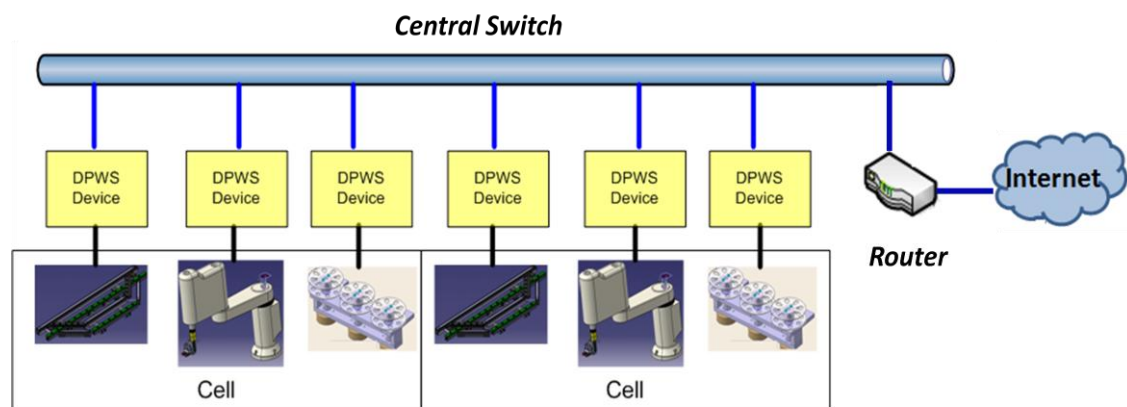 Central Switch
DPWS
Device
DPWS
Device
DPWS
Device
DPWS
Device
DPWS
Device
DPWS
Device
Internet
Router
Cell
Cell